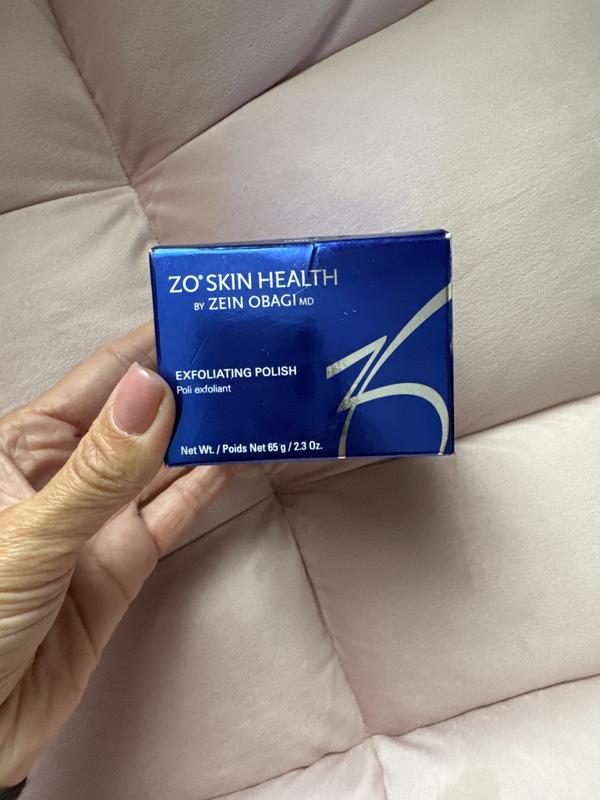 ZO® SKIN HEALTH
BY ZEIN OBAGI MD
EXFOLIATING POLISH
Poli exfoliant
Net Wt. / Poids Net 65 g / 2.3 Oz.